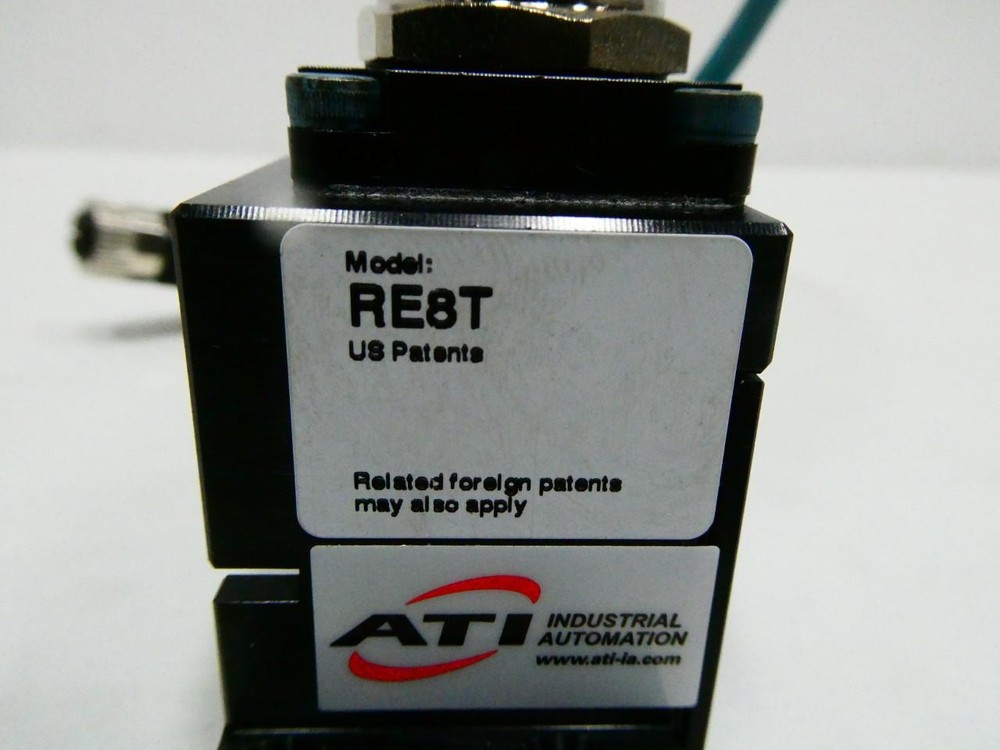 Model:
RE8T
US Patents
Related foreign patents
may also apply
ATI INDUSTRIAL
AUTOMATION
www.ati-ia.com